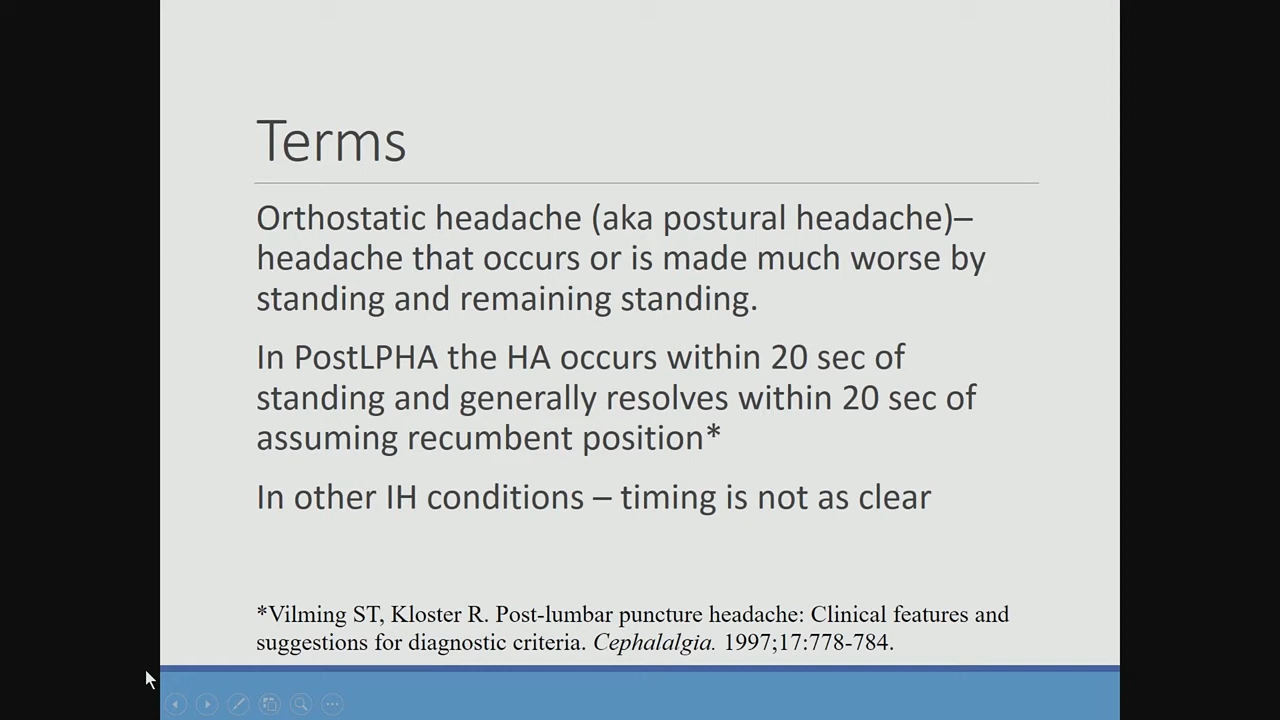 Terms
Orthostatic headache (aka postural headache)–
headache that occurs or is made much worse by
standing and remaining standing.
In PostLPHA the HA occurs within 20 sec of
standing and generally resolves within 20 sec of
assuming recumbent position*
In other IH conditions – timing is not as clear
*Vilming ST, Kloster R. Post-lumbar puncture headache: Clinical features and
suggestions for diagnostic criteria. Cephalalgia. 1997;17:778-784.